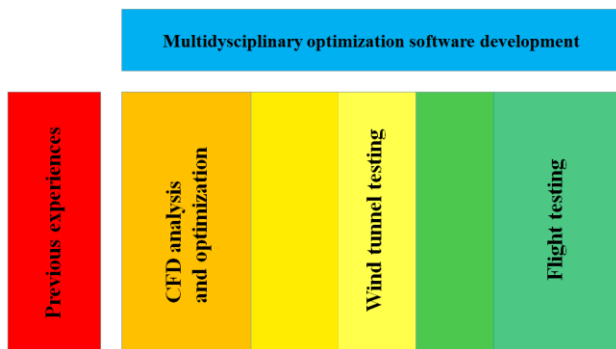 Multidysciplinary optimization software development
Previous experiences
CFD analysis
and optimization
Wind tunnel testing
Flight testing